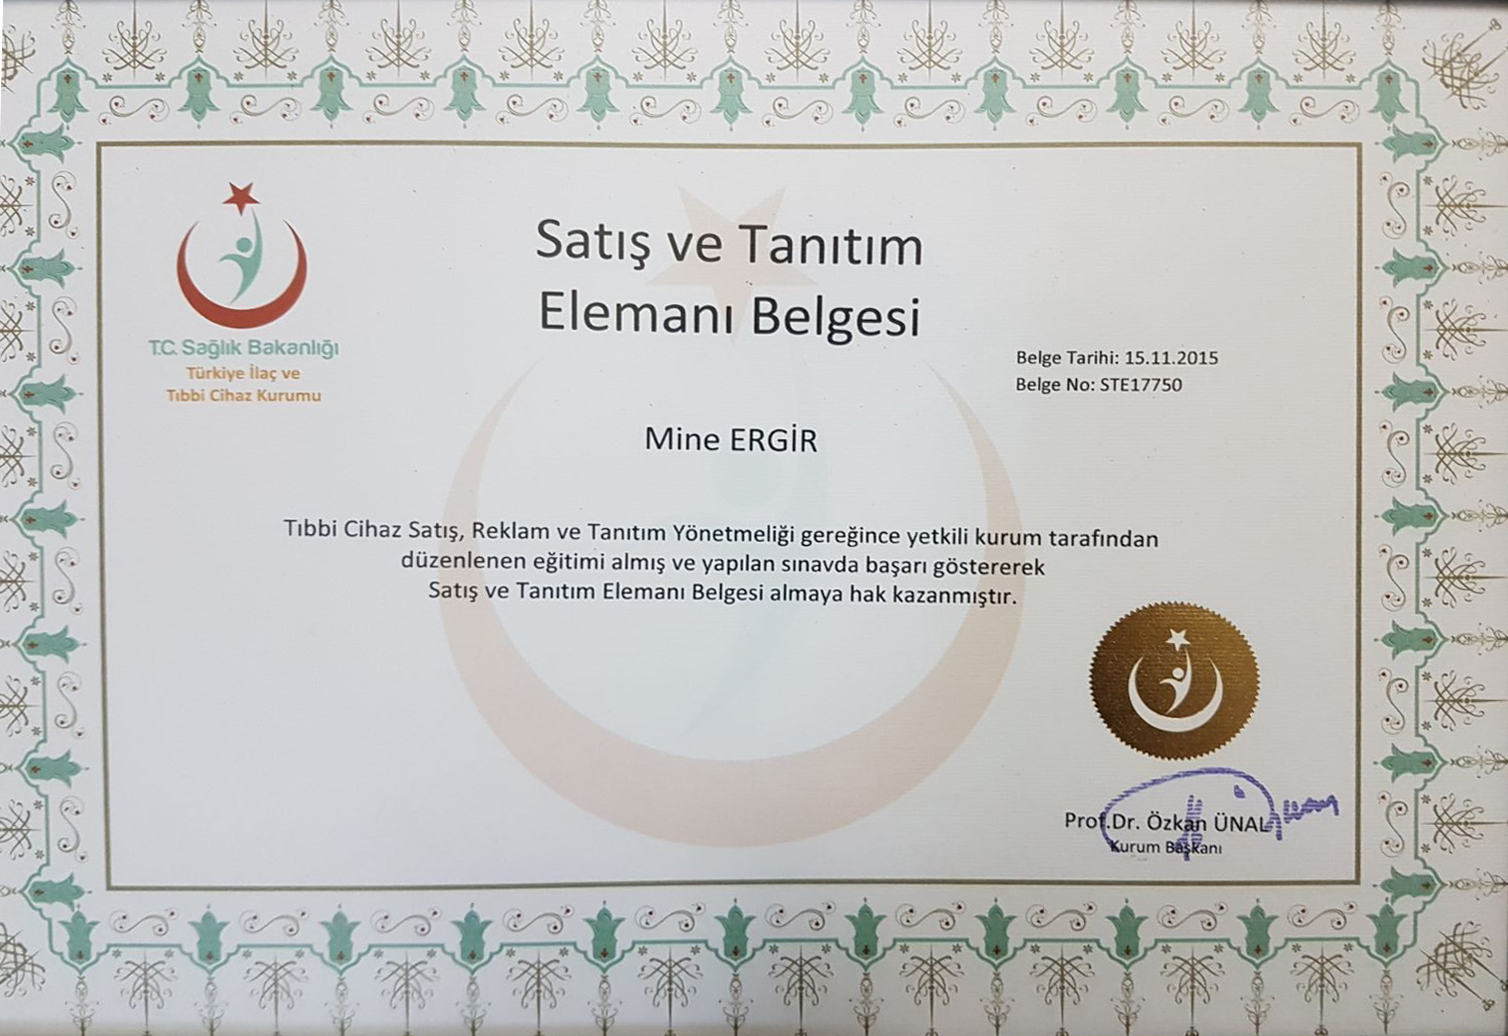 Satış ve Tanıtım
Elemanı Belgesi
T.C. Sağlık Bakanlığı
Türkiye İlaç ve
Tıbbi Cihaz Kurumu
Belge Tarihi: 15.11.2015
Belge No: STE17750
Mine ERGİR
Tıbbi Cihaz Satış, Reklam ve Tanıtım Yönetmeliği gereğince yetkili kurum tarafından
düzenlenen eğitimi almış ve yapılan sınavda başarı göstererek
Satış ve Tanıtım Elemanı Belgesi almaya hak kazanmıştır.
Prof.Dr. Özkan ÜNAL
Kurum Başkanı